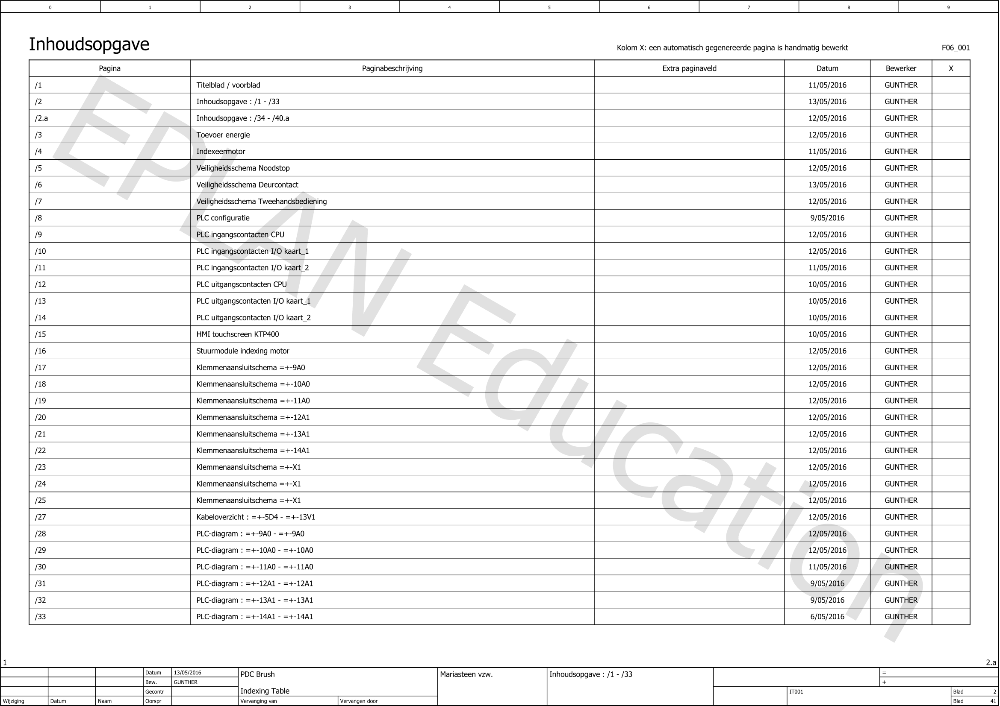 0 1 2 3 4 5 6 7 8 9
Inhoudsopgave
Kolom X: een automatisch gegenereerde pagina is handmatig bewerkt F06_001
Pagina Paginabeschrijving Extra paginaveld Datum Bewerker X
/1 Titelblad / voorblad 11/05/2016 GUNTHER
/2 Inhoudsopgave : /1 - /33 13/05/2016 GUNTHER
/2.a Inhoudsopgave : /34 - /40.a 12/05/2016 GUNTHER
/3 Toevoer energie 12/05/2016 GUNTHER
/4 Indexeermotor 11/05/2016 GUNTHER
/5 Veiligheidsschema Noodstop 12/05/2016 GUNTHER
/6 Veiligheidsschema Deurcontact 13/05/2016 GUNTHER
/7 Veiligheidsschema Tweehandsbediening 12/05/2016 GUNTHER
/8 PLC configuratie 9/05/2016 GUNTHER
/9 PLC ingangscontacten CPU 12/05/2016 GUNTHER
/10 PLC ingangscontacten I/O kaart_1 12/05/2016 GUNTHER
/11 PLC ingangscontacten I/O kaart_2 11/05/2016 GUNTHER
/12 PLC uitgangscontacten CPU 10/05/2016 GUNTHER
/13 PLC uitgangscontacten I/O kaart_1 10/05/2016 GUNTHER
/14 PLC uitgangscontacten I/O kaart_2 10/05/2016 GUNTHER
/15 HMI touchscreen KTP400 10/05/2016 GUNTHER
/16 Stuurmodule indexing motor 12/05/2016 GUNTHER
/17 Klemmenaansluitschema =+-9A0 12/05/2016 GUNTHER
/18 Klemmenaansluitschema =+-10A0 12/05/2016 GUNTHER
/19 Klemmenaansluitschema =+-11A0 12/05/2016 GUNTHER
/20 Klemmenaansluitschema =+-12A1 12/05/2016 GUNTHER
/21 Klemmenaansluitschema =+-13A1 12/05/2016 GUNTHER
/22 Klemmenaansluitschema =+-14A1 12/05/2016 GUNTHER
/23 Klemmenaansluitschema =+-X1 12/05/2016 GUNTHER
/24 Klemmenaansluitschema =+-X1 12/05/2016 GUNTHER
/25 Klemmenaansluitschema =+-X1 12/05/2016 GUNTHER
/27 Kabeloverzicht : =+-5D4 - =+-13V1 12/05/2016 GUNTHER
/28 PLC-diagram : =+-9A0 - =+-9A0 12/05/2016 GUNTHER
/29 PLC-diagram : =+-10A0 - =+-10A0 12/05/2016 GUNTHER
/30 PLC-diagram : =+-11A0 - =+-11A0 11/05/2016 GUNTHER
/31 PLC-diagram : =+-12A1 - =+-12A1 9/05/2016 GUNTHER
/32 PLC-diagram : =+-13A1 - =+-13A1 9/05/2016 GUNTHER
/33 PLC-diagram : =+-14A1 - =+-14A1 6/05/2016 GUNTHER
EPLAN Education
1 2.a
Datum 13/05/2016 PDC Brush Mariasteen vzw. Inhoudsopgave : /1 - /33 =
Bew. GUNTHER +
Gecontr Indexing Table IT001 Blad 2
Wijziging Datum Naam Oorspr Vervanging van Vervangen door Blad 41